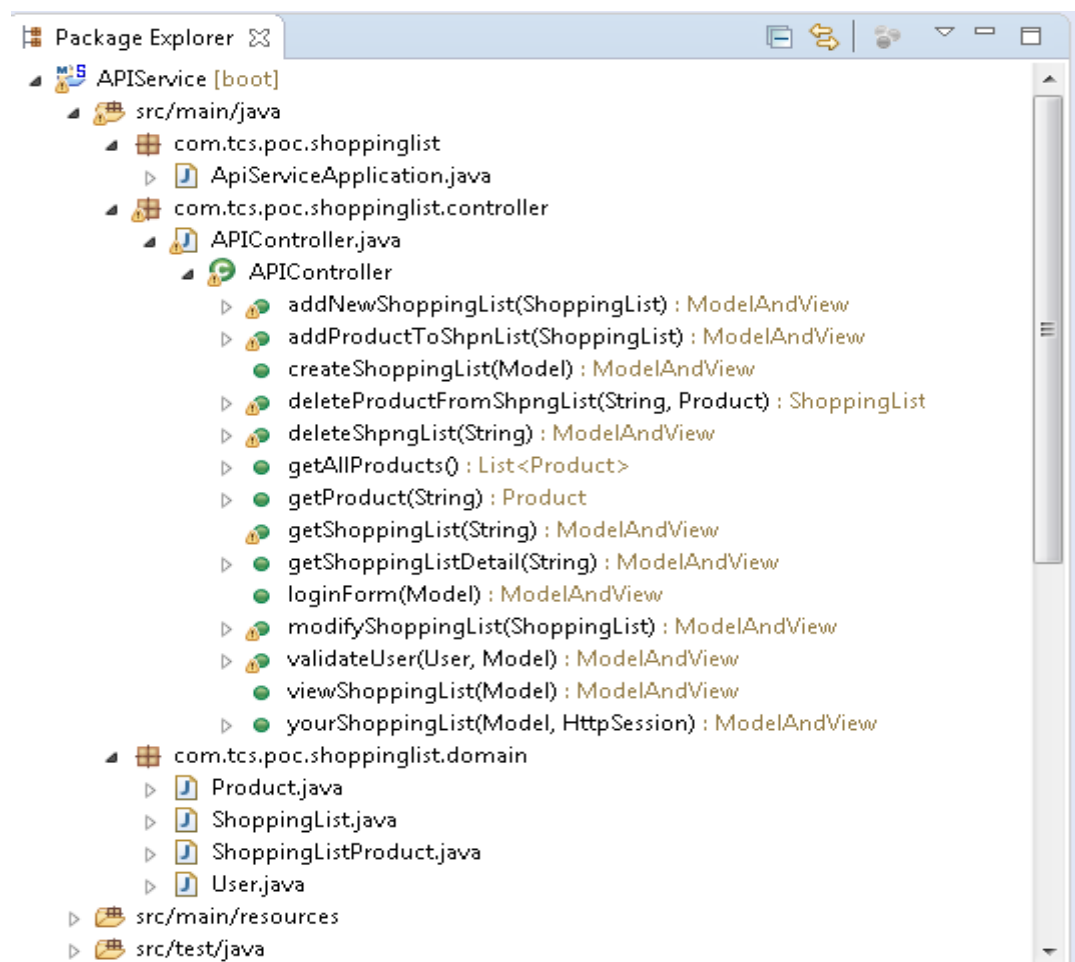 Package Explorer
APIService [boot]
src/main/java
com.tcs.poc.shoppinglist
ApiServiceApplication.java
com.tcs.poc.shoppinglist.controller
APIController.java
APIController
addNewShoppingList(ShoppingList) : ModelAndView
addProductToShpnList(ShoppingList) : ModelAndView
createShoppingList(Model) : ModelAndView
deleteProductFromShpngList(String, Product) : ShoppingList
deleteShpngList(String) : ModelAndView
getAllProducts() : List<Product>
getProduct(String) : Product
getShoppingList(String) : ModelAndView
getShoppingListDetail(String) : ModelAndView
loginForm(Model) : ModelAndView
modifyShoppingList(ShoppingList) : ModelAndView
validateUser(User, Model) : ModelAndView
viewShoppingList(Model) : ModelAndView
yourShoppingList(Model, HttpSession) : ModelAndView
com.tcs.poc.shoppinglist.domain
Product.java
ShoppingList.java
ShoppingListProduct.java
User.java
src/main/resources
src/test/java